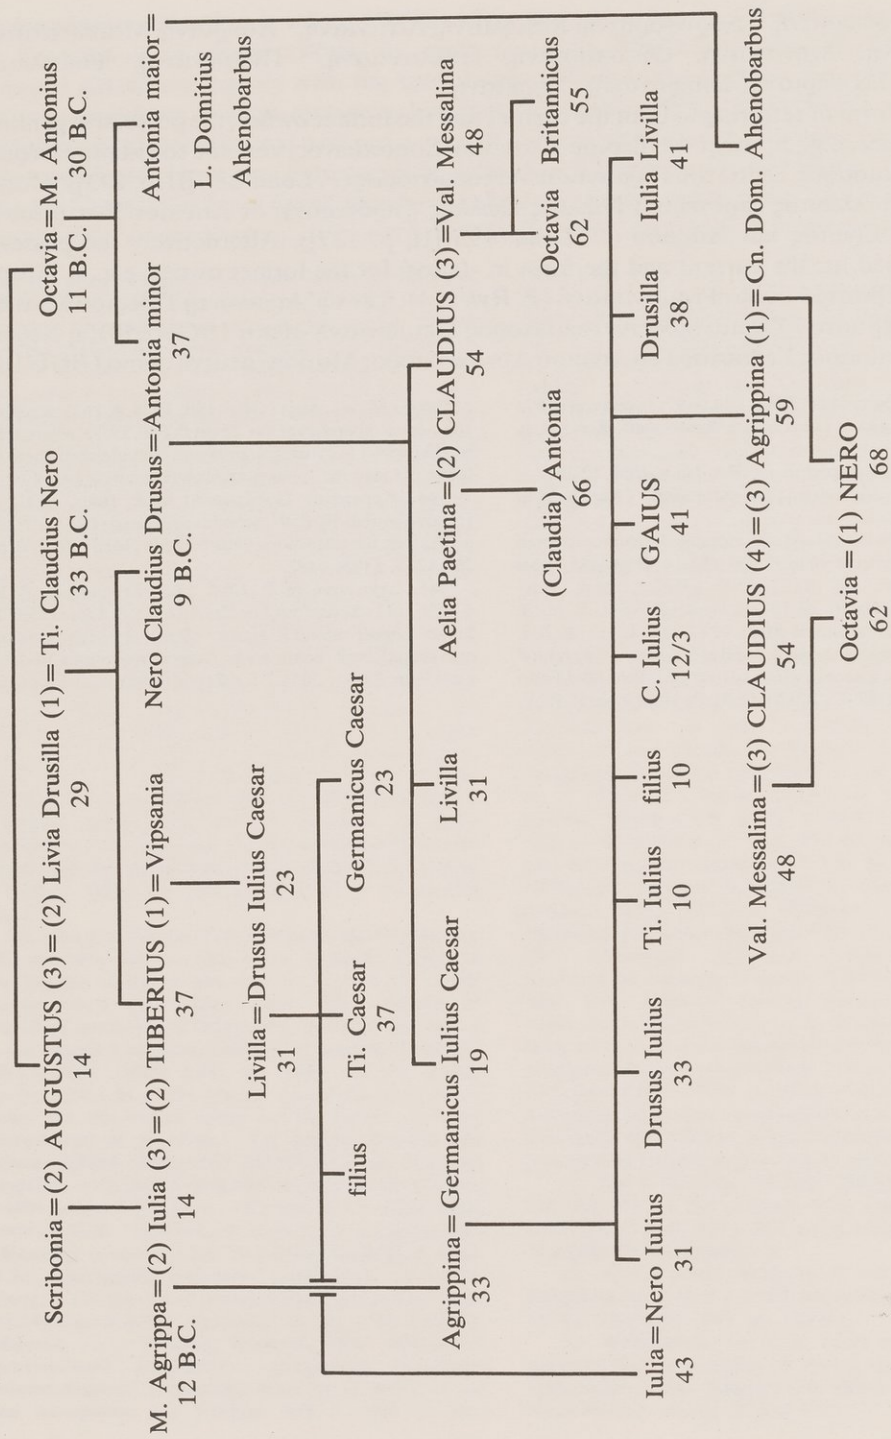 Scribonia = (2) AUGUSTUS (3) = (2) Livia Drusilla (1) = Ti. Claudius Nero
14
29
33 B.C.
Octavia = M. Antonius
11 B.C.
30 B.C.
M. Agrippa = (2) Iulia (3) = (2) TIBERIUS (1) = Vipsania
12 B.C.
14
37
Nero Claudius Drusus = Antonia minor
9 B.C.
37
Antonia maior =
L. Domitius
Ahenobarbus
Livilla = Drusus Iulius Caesar
31
23
filius
Ti. Caesar
37
Germanicus Caesar
23
Agrippina = Germanicus Iulius Caesar
33
19
Livilla
31
Aelia Paetina = (2) CLAUDIUS (3) = Val. Messalina
54
48
(Claudia) Antonia
66
Octavia
62
Britannicus
55
Iulia = Nero Iulius
43
31
Drusus Iulius
33
Ti. Iulius
10
filius
10
C. Iulius
12/3
GAIUS
41
Drusilla
38
Iulia Livilla
41
Val. Messalina = (3) CLAUDIUS (4) = (3) Agrippina (1) = Cn. Dom. Ahenobarbus
48
54
59
Octavia = (1) NERO
62
68